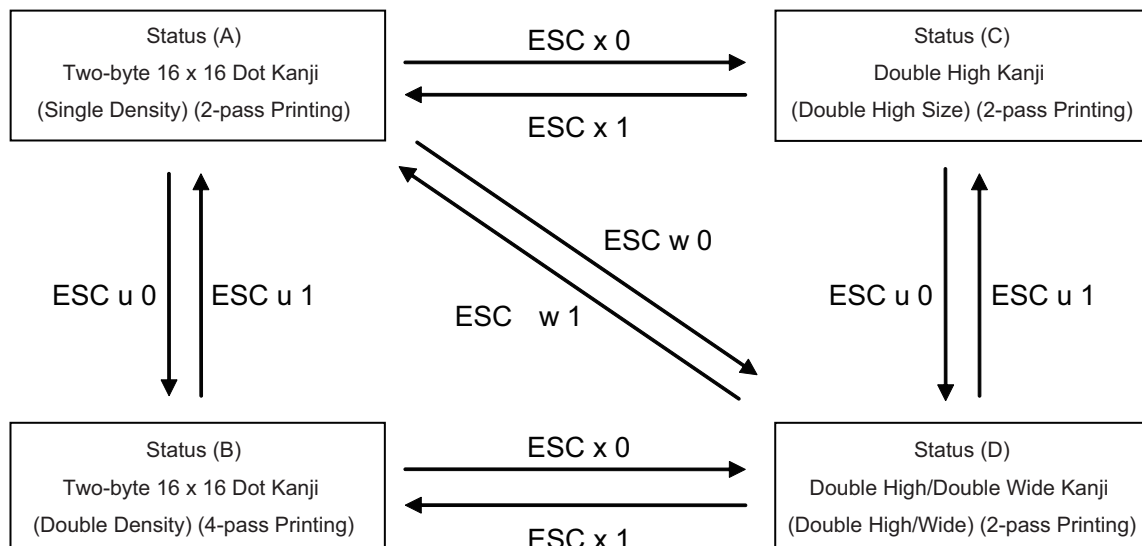 Status (A)
Two-byte 16 x 16 Dot Kanji
(Single Density) (2-pass Printing)
ESC x 0
ESC x 1
Status (C)
Double High Kanji
(Double High Size) (2-pass Printing)
ESC u 0
ESC u 1
ESC w 0
ESC w 1
ESC u 0
ESC u 1
Status (B)
Two-byte 16 x 16 Dot Kanji
(Double Density) (4-pass Printing)
ESC x 0
ESC x 1
Status (D)
Double High/Double Wide Kanji
(Double High/Wide) (2-pass Printing)